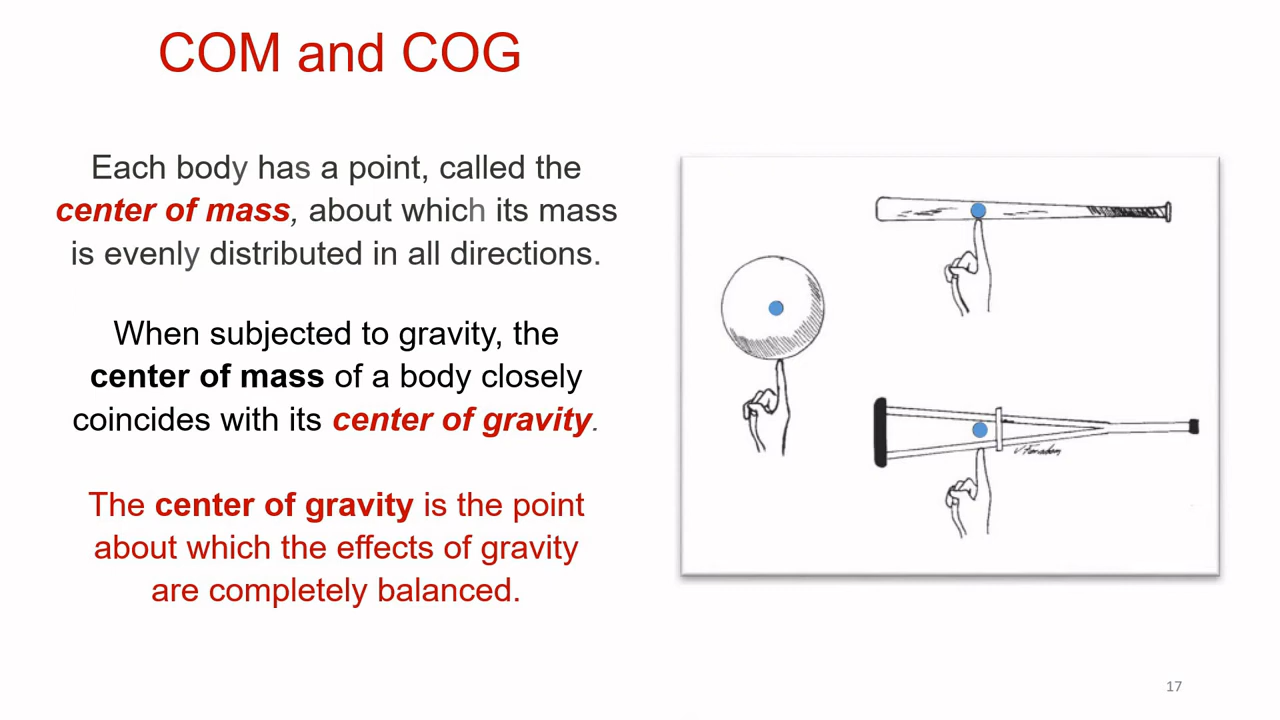 COM and COG
Each body has a point, called the
center of mass, about which its mass
is evenly distributed in all directions.
When subjected to gravity, the
center of mass of a body closely
coincides with its center of gravity.
The center of gravity is the point
about which the effects of gravity
are completely balanced.
17